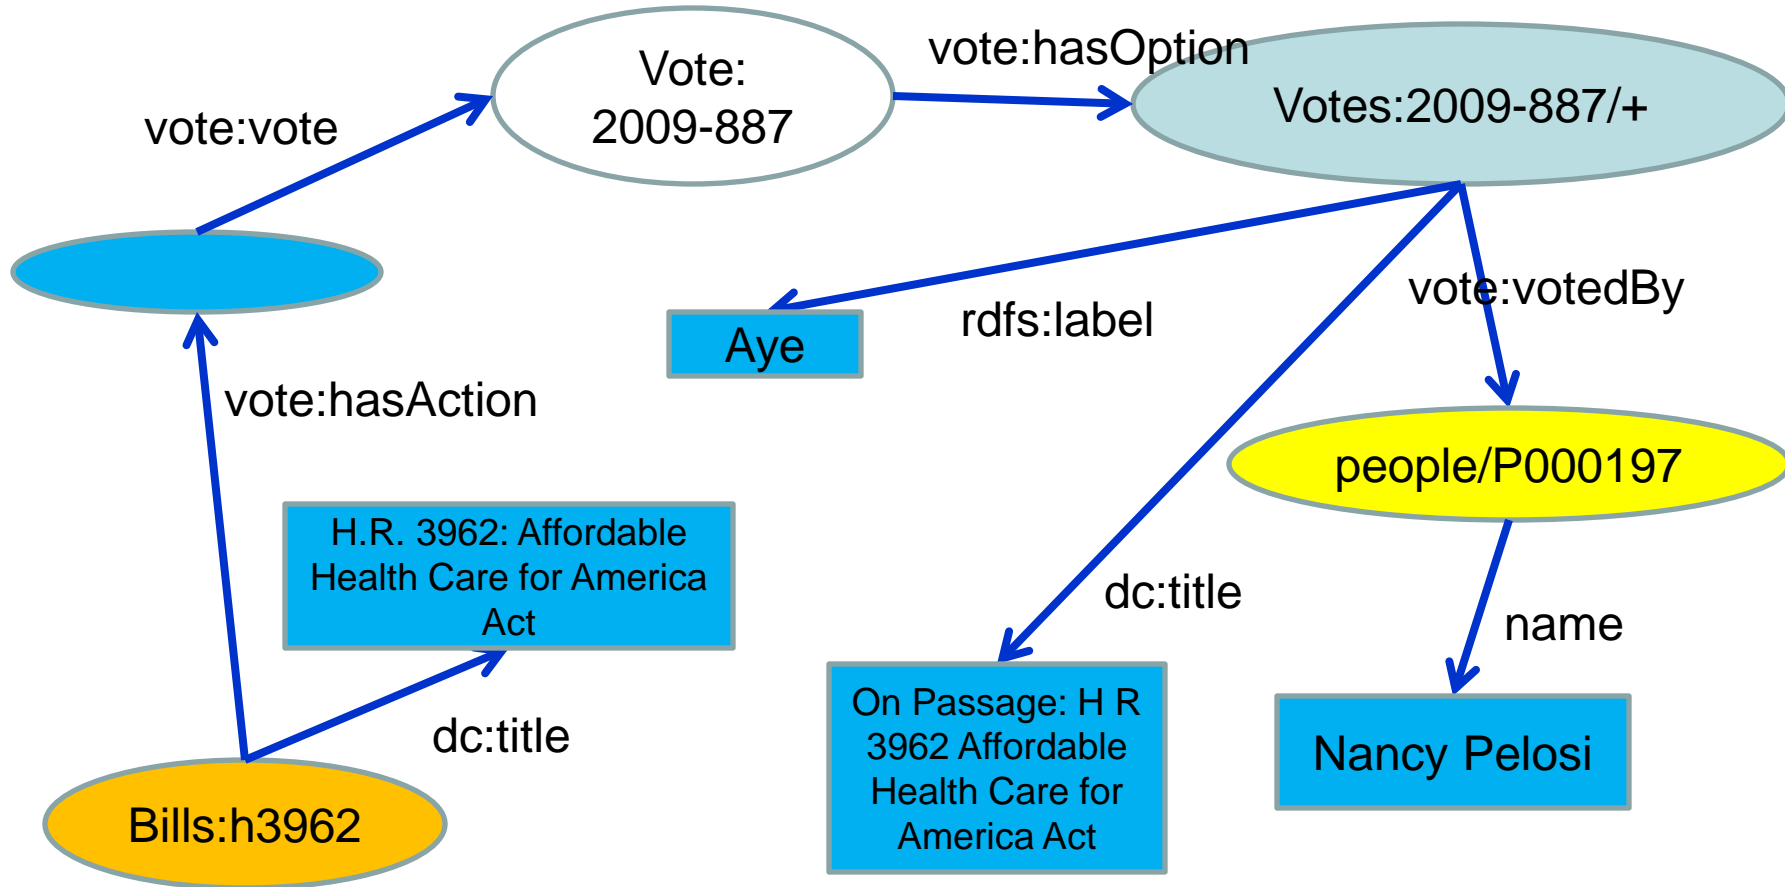 vote:hasOption
Vote:
2009-887
Votes:2009-887/+
vote:vote
vote:votedBy
rdfs:label
Aye
vote:hasAction
people/P000197
H.R. 3962: Affordable
Health Care for America
Act
dc:title
name
dc:title
On Passage: H R
3962 Affordable
Health Care for
America Act
Nancy Pelosi
Bills:h3962